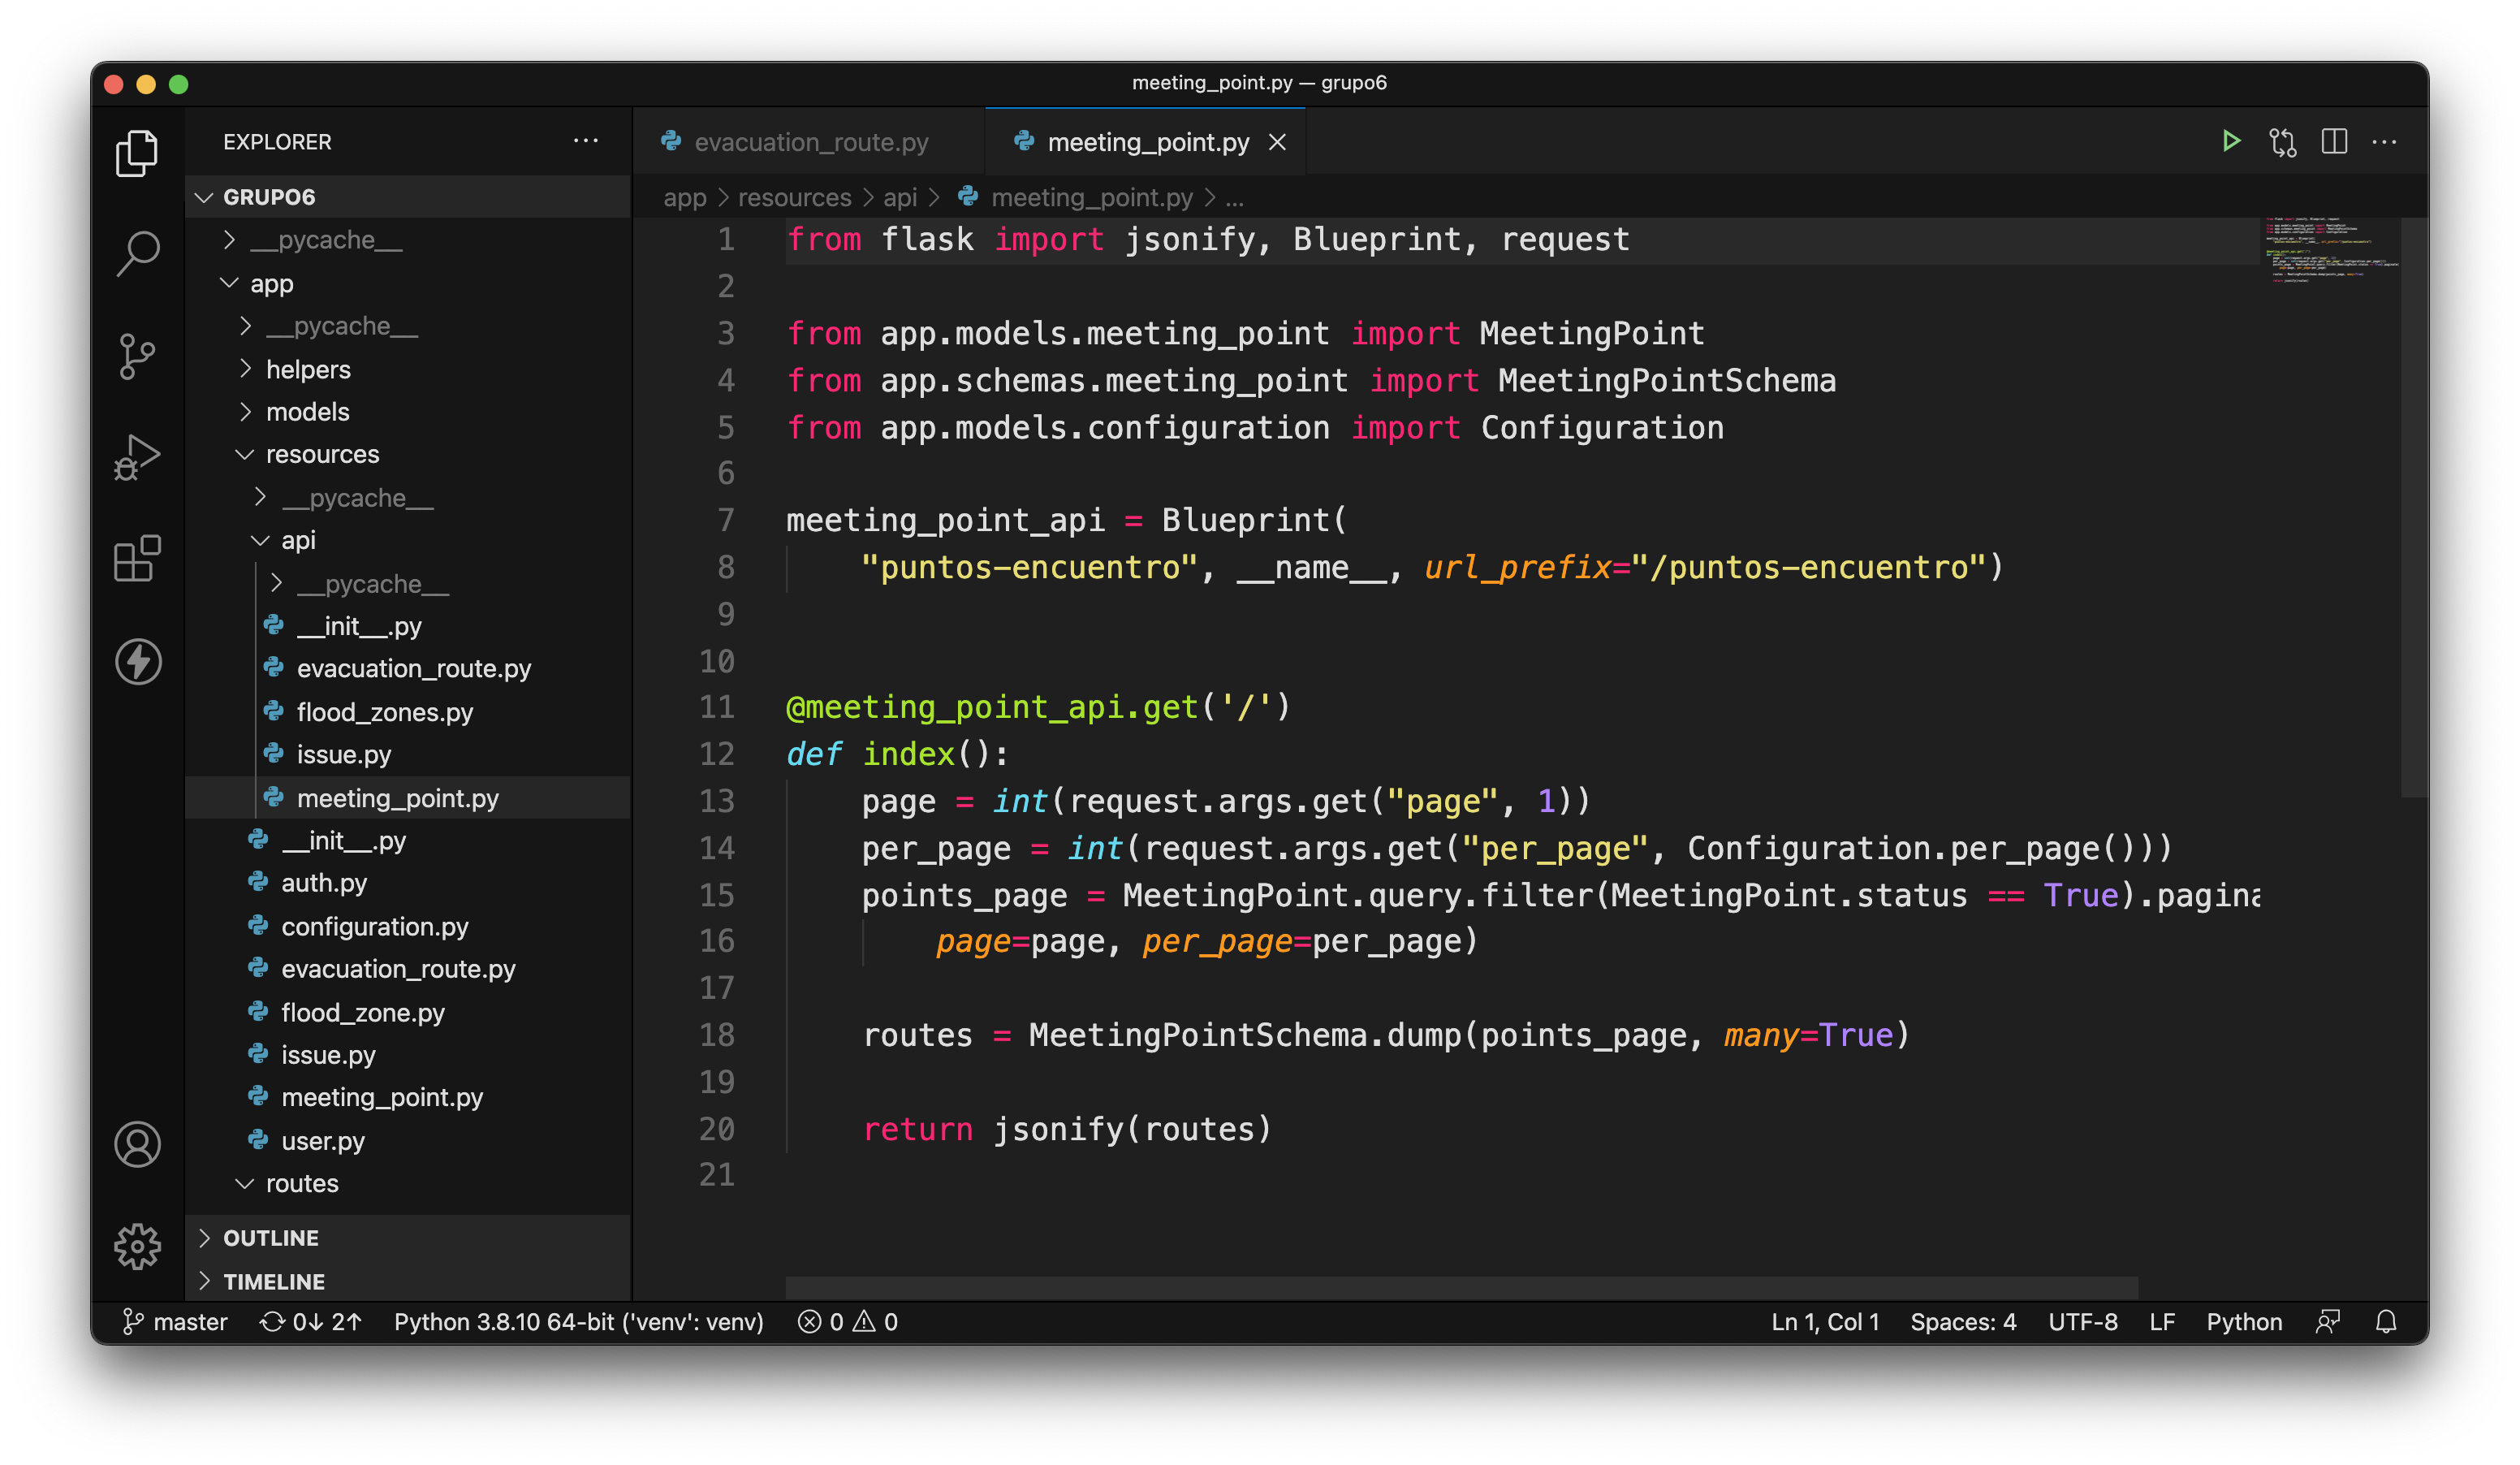 meeting_point.py — grupo6
EXPLORER
GRUPO6
__pycache__
app
__pycache__
helpers
models
resources
__pycache__
api
__pycache__
__init__.py
evacuation_route.py
flood_zones.py
issue.py
meeting_point.py
__init__.py
auth.py
configuration.py
evacuation_route.py
flood_zone.py
issue.py
meeting_point.py
user.py
routes
OUTLINE
TIMELINE
evacuation_route.py
meeting_point.py
app > resources > api > meeting_point.py > ...
1 from flask import jsonify, Blueprint, request
2
3 from app.models.meeting_point import MeetingPoint
4 from app.schemas.meeting_point import MeetingPointSchema
5 from app.models.configuration import Configuration
6
7 meeting_point_api = Blueprint(
8     "puntos-encuentro", __name__, url_prefix="/puntos-encuentro")
9
10
11 @meeting_point_api.get('/')
12 def index():
13     page = int(request.args.get("page", 1))
14     per_page = int(request.args.get("per_page", Configuration.per_page()))
15     points_page = MeetingPoint.query.filter(MeetingPoint.status == True).pagina
16         page=page, per_page=per_page)
17
18     routes = MeetingPointSchema.dump(points_page, many=True)
19
20     return jsonify(routes)
21
master 0↓ 2↑ Python 3.8.10 64-bit ('venv': venv) 0 0 Ln 1, Col 1 Spaces: 4 UTF-8 LF Python